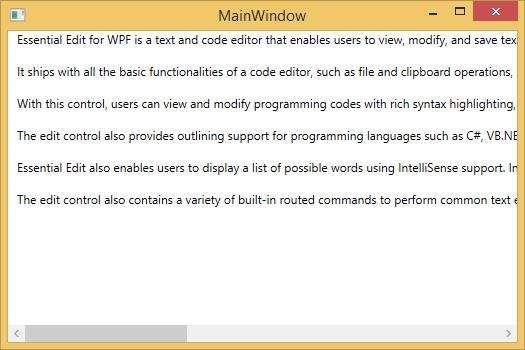 MainWindow
Essential Edit for WPF is a text and code editor that enables users to view, modify, and save tex
It ships with all the basic functionalities of a code editor, such as file and clipboard operations,
With this control, users can view and modify programming codes with rich syntax highlighting,
The edit control also provides outlining support for programming languages such as C#, VB.NE
Essential Edit also enables users to display a list of possible words using IntelliSense support. In
The edit control also contains a variety of built-in routed commands to perform common text e